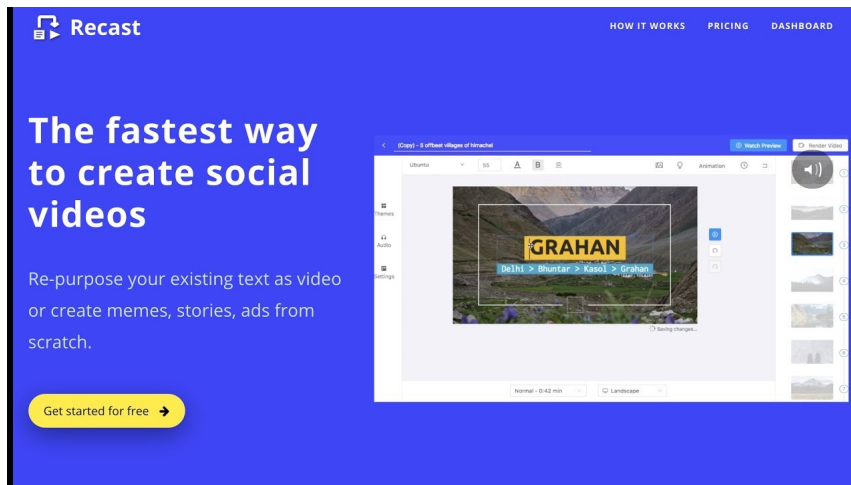 Recast
HOW IT WORKS PRICING DASHBOARD
The fastest way
to create social
videos
Re-purpose your existing text as video
or create memes, stories, ads from
scratch.
Get started for free
(Copy) - 5 offbeat villages of himachal
Watch Preview
Render Video
Ubuntu 55 A B Animation
Themes
Audio
Settings
GRAHAN
Delhi > Bhuntar > Kasol > Grahan
Saving changes...
Normal - 0:42 min
Landscape